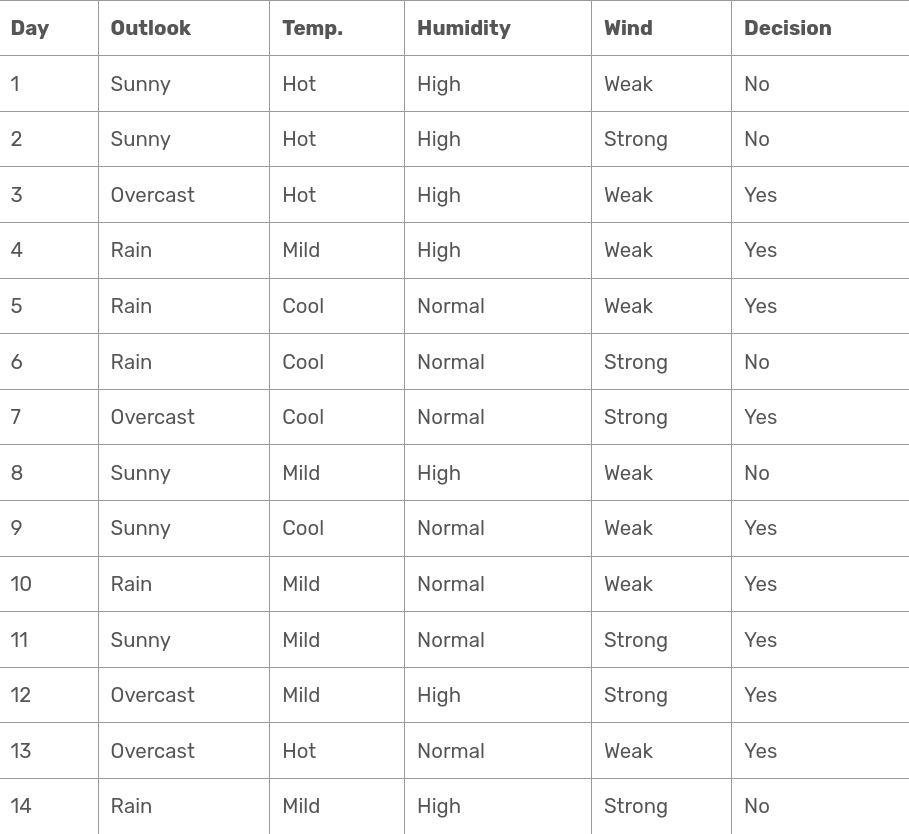 Day Outlook Temp. Humidity Wind Decision
1 Sunny Hot High Weak No
2 Sunny Hot High Strong No
3 Overcast Hot High Weak Yes
4 Rain Mild High Weak Yes
5 Rain Cool Normal Weak Yes
6 Rain Cool Normal Strong No
7 Overcast Cool Normal Strong Yes
8 Sunny Mild High Weak No
9 Sunny Cool Normal Weak Yes
10 Rain Mild Normal Weak Yes
11 Sunny Mild Normal Strong Yes
12 Overcast Mild High Strong Yes
13 Overcast Hot Normal Weak Yes
14 Rain Mild High Strong No